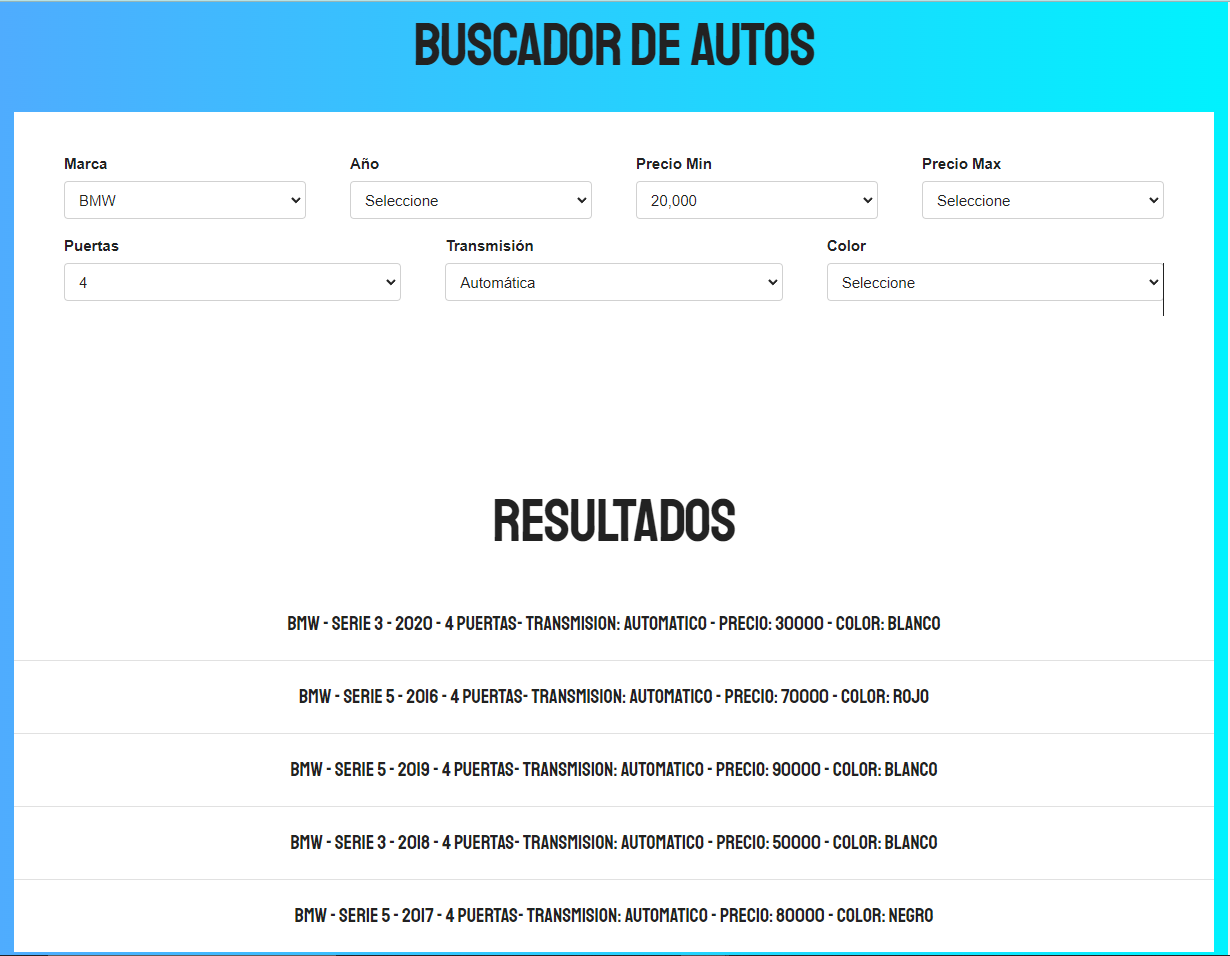 BUSCADOR DE AUTOS
Marca Año Precio Min Precio Max
BMW Seleccione 20,000 Seleccione
Puertas Transmisión Color
4 Automática Seleccione
RESULTADOS
BMW - SERIE 3 - 2020 - 4 PUERTAS- TRANSMISION: AUTOMATICO - PRECIO: 30000 - COLOR: BLANCO
BMW - SERIE 5 - 2016 - 4 PUERTAS- TRANSMISION: AUTOMATICO - PRECIO: 70000 - COLOR: ROJO
BMW - SERIE 5 - 2019 - 4 PUERTAS- TRANSMISION: AUTOMATICO - PRECIO: 90000 - COLOR: BLANCO
BMW - SERIE 3 - 2018 - 4 PUERTAS- TRANSMISION: AUTOMATICO - PRECIO: 50000 - COLOR: BLANCO
BMW - SERIE 5 - 2017 - 4 PUERTAS- TRANSMISION: AUTOMATICO - PRECIO: 80000 - COLOR: NEGRO